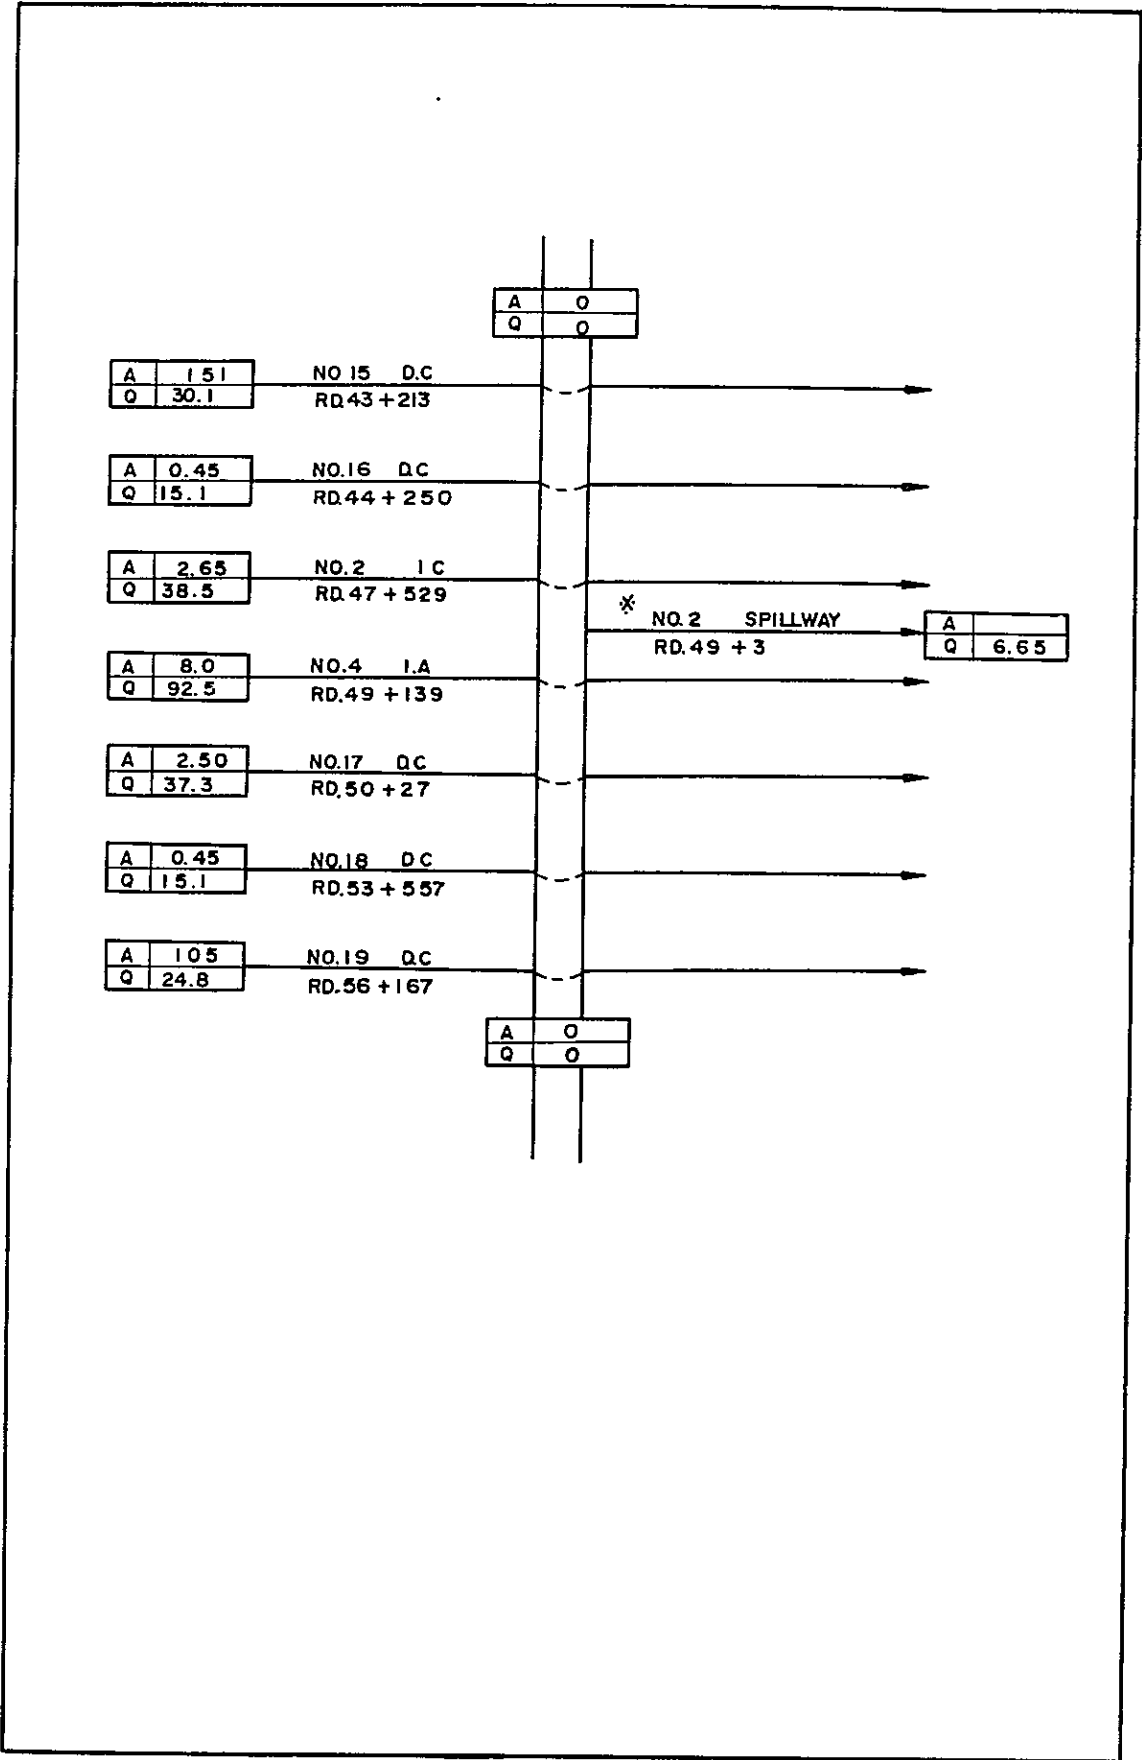 A O
Q O
A 151
Q 30.1
NO 15 D.C
RD.43 + 213
A 0.45
Q 15.1
NO.16 D.C
RD.44 + 250
A 2.65
Q 38.5
NO.2 I C
RD.47 + 529
※
NO.2 SPILLWAY
RD.49 + 3
A
Q 6.65
A 8.0
Q 92.5
NO.4 I.A
RD.49 + 139
A 2.50
Q 37.3
NO.17 D.C
RD.50 + 27
A 0.45
Q 15.1
NO.18 D C
RD.53 + 557
A 105
Q 24.8
NO.19 D.C
RD.56 + 167
A O
Q O